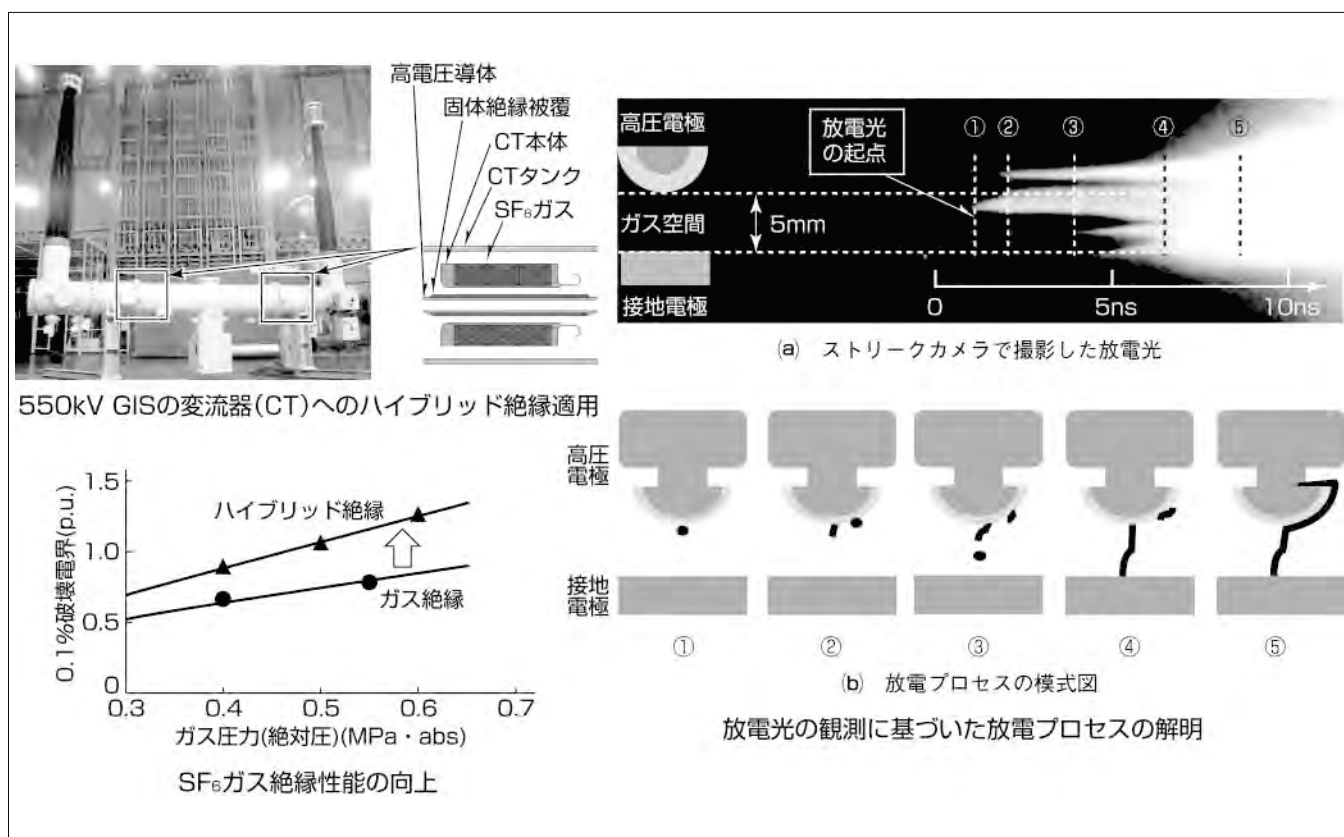 高電圧導体
固体絶縁被覆
CT本体
CTタンク
SF₆ガス
550kV GISの変流器(CT)へのハイブリッド絶縁適用
0.1%破壊電界(p.u.)
1.5
1.0
0.5
0
ハイブリッド絶縁
ガス絶縁
0.3 0.4 0.5 0.6 0.7
ガス圧力(絶対圧)(MPa・abs)
SF₆ガス絶縁性能の向上
高圧電極
放電光
の起点
① ② ③ ④ ⑤
ガス空間
5mm
接地電極
0 5ns 10ns
(a) ストリークカメラで撮影した放電光
高圧
電極
接地
電極
① ② ③ ④ ⑤
(b) 放電プロセスの模式図
放電光の観測に基づいた放電プロセスの解明